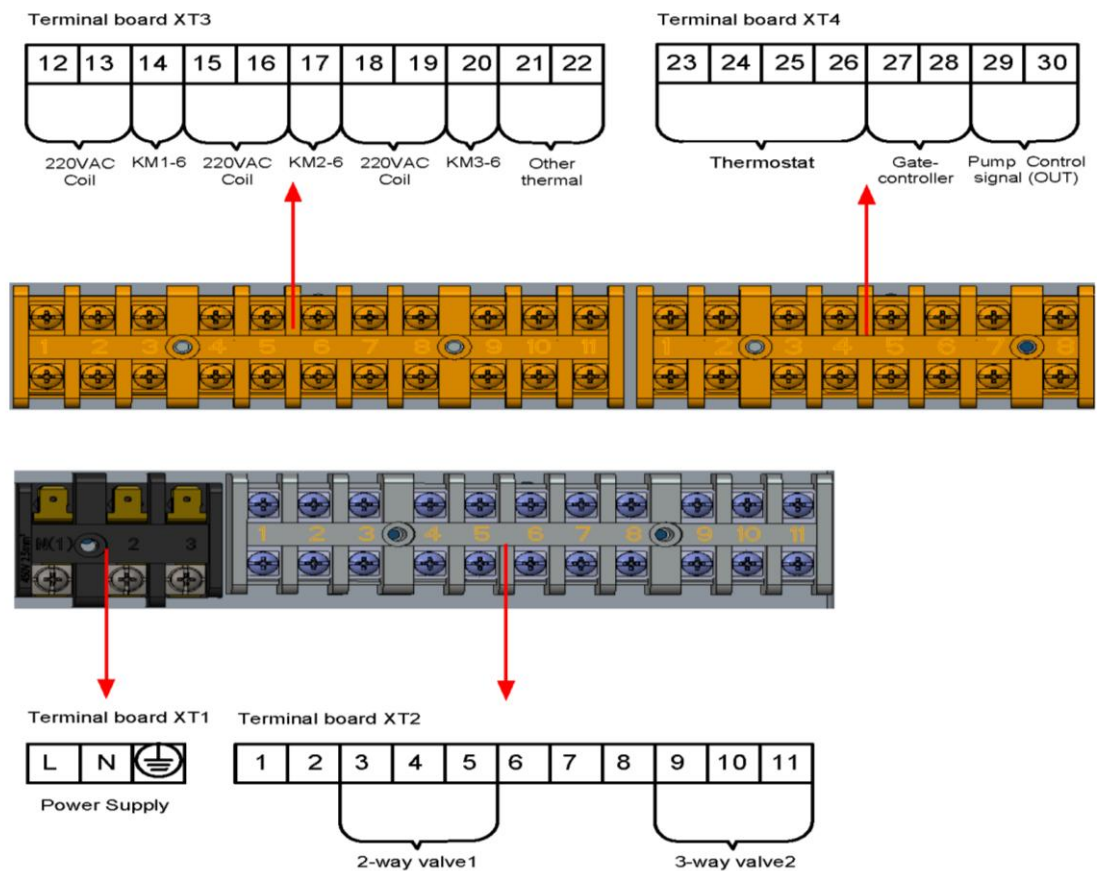 Terminal board XT3
12 13 14 15 16 17 18 19 20 21 22
220VAC Coil KM1-6 220VAC Coil KM2-6 220VAC Coil KM3-6 Other thermal
Terminal board XT4
23 24 25 26 27 28 29 30
Thermostat Gate-controller Pump signal Control (OUT)
1 2 3 4 5 6 7 8 9 10 11
1 2 3 4 5 6 7 8
N(1) 2 3
1 2 3 4 5 6 7 8 9 10 11
Terminal board XT1
L N
Power Supply
Terminal board XT2
1 2 3 4 5 6 7 8 9 10 11
2-way valve1 3-way valve2